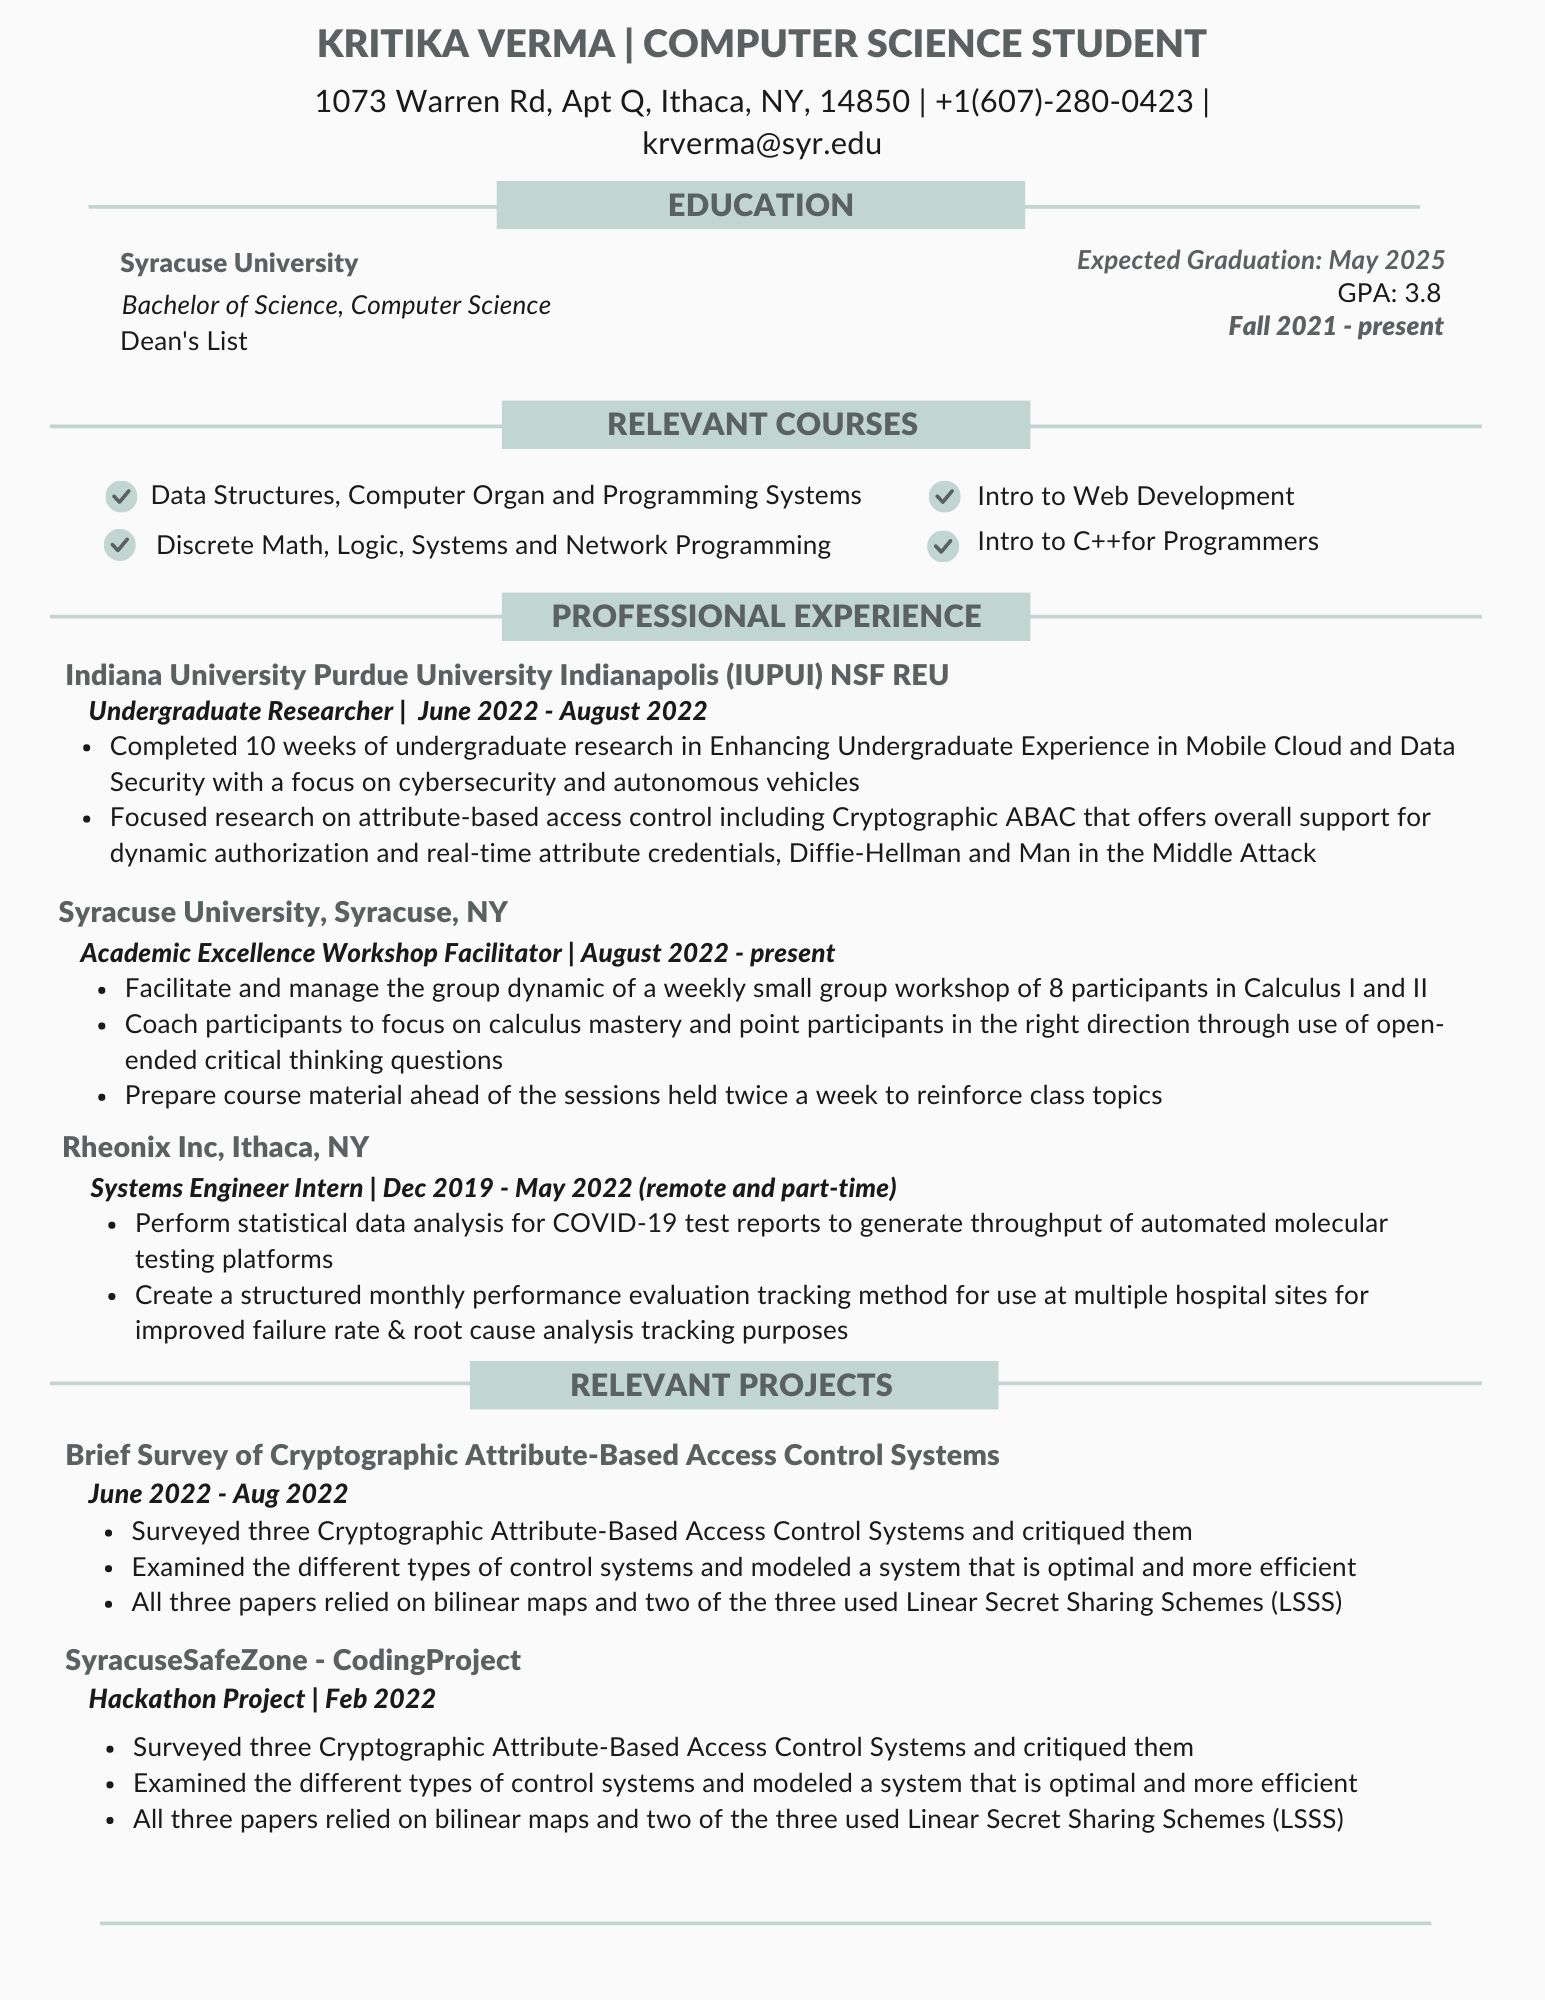 KRITIKA VERMA | COMPUTER SCIENCE STUDENT
1073 Warren Rd, Apt Q, Ithaca, NY, 14850 | +1(607)-280-0423 |
krverma@syr.edu
EDUCATION
Syracuse University
Expected Graduation: May 2025
Bachelor of Science, Computer Science
GPA: 3.8
Dean's List
Fall 2021 - present
RELEVANT COURSES
Data Structures, Computer Organ and Programming Systems
Intro to Web Development
Discrete Math, Logic, Systems and Network Programming
Intro to C++for Programmers
PROFESSIONAL EXPERIENCE
Indiana University Purdue University Indianapolis (IUPUI) NSF REU
Undergraduate Researcher | June 2022 - August 2022
• Completed 10 weeks of undergraduate research in Enhancing Undergraduate Experience in Mobile Cloud and Data
Security with a focus on cybersecurity and autonomous vehicles
• Focused research on attribute-based access control including Cryptographic ABAC that offers overall support for
dynamic authorization and real-time attribute credentials, Diffie-Hellman and Man in the Middle Attack
Syracuse University, Syracuse, NY
Academic Excellence Workshop Facilitator | August 2022 - present
• Facilitate and manage the group dynamic of a weekly small group workshop of 8 participants in Calculus I and II
• Coach participants to focus on calculus mastery and point participants in the right direction through use of open-
ended critical thinking questions
• Prepare course material ahead of the sessions held twice a week to reinforce class topics
Rheonix Inc, Ithaca, NY
Systems Engineer Intern | Dec 2019 - May 2022 (remote and part-time)
• Perform statistical data analysis for COVID-19 test reports to generate throughput of automated molecular
testing platforms
• Create a structured monthly performance evaluation tracking method for use at multiple hospital sites for
improved failure rate & root cause analysis tracking purposes
RELEVANT PROJECTS
Brief Survey of Cryptographic Attribute-Based Access Control Systems
June 2022 - Aug 2022
• Surveyed three Cryptographic Attribute-Based Access Control Systems and critiqued them
• Examined the different types of control systems and modeled a system that is optimal and more efficient
• All three papers relied on bilinear maps and two of the three used Linear Secret Sharing Schemes (LSSS)
SyracuseSafeZone - CodingProject
Hackathon Project | Feb 2022
• Surveyed three Cryptographic Attribute-Based Access Control Systems and critiqued them
• Examined the different types of control systems and modeled a system that is optimal and more efficient
• All three papers relied on bilinear maps and two of the three used Linear Secret Sharing Schemes (LSSS)